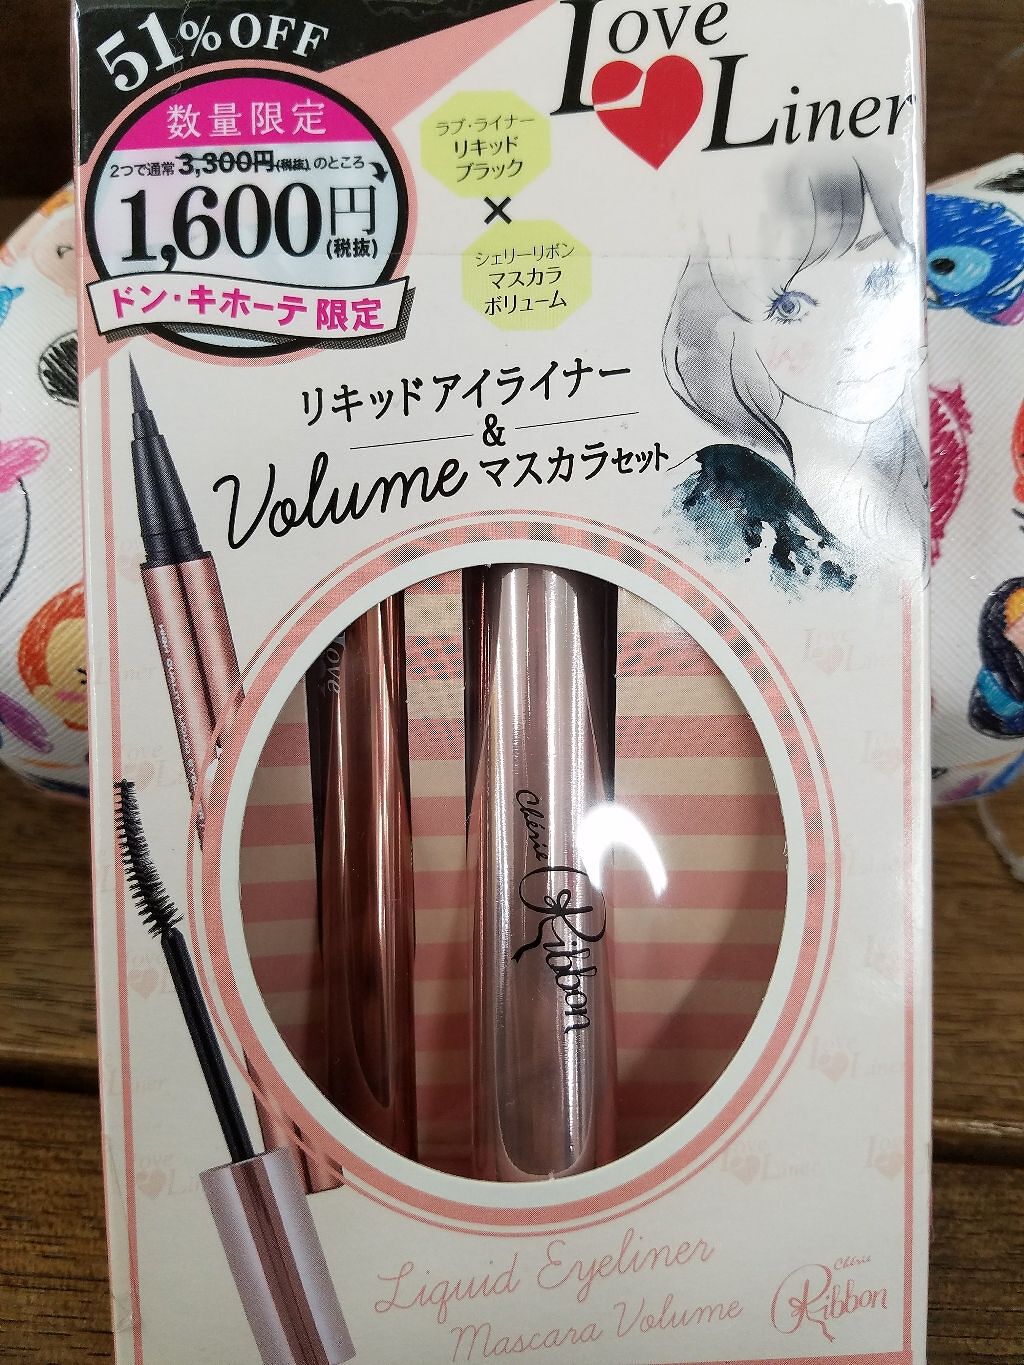 51%OFF
数量限定
2つで通常3,300円(税抜)のところ
1,600円
(税抜)
ドン・キホーテ 限定
Love
Liner
ラブ・ライナー
リキッド
ブラック
×
シェリーリボン
マスカラ
ボリューム
リキッドアイライナー
&
Volume マスカラセット
Love
Chérie
Ribbon
Liquid Eyeliner
Mascara Volume
Chérie
Ribbon